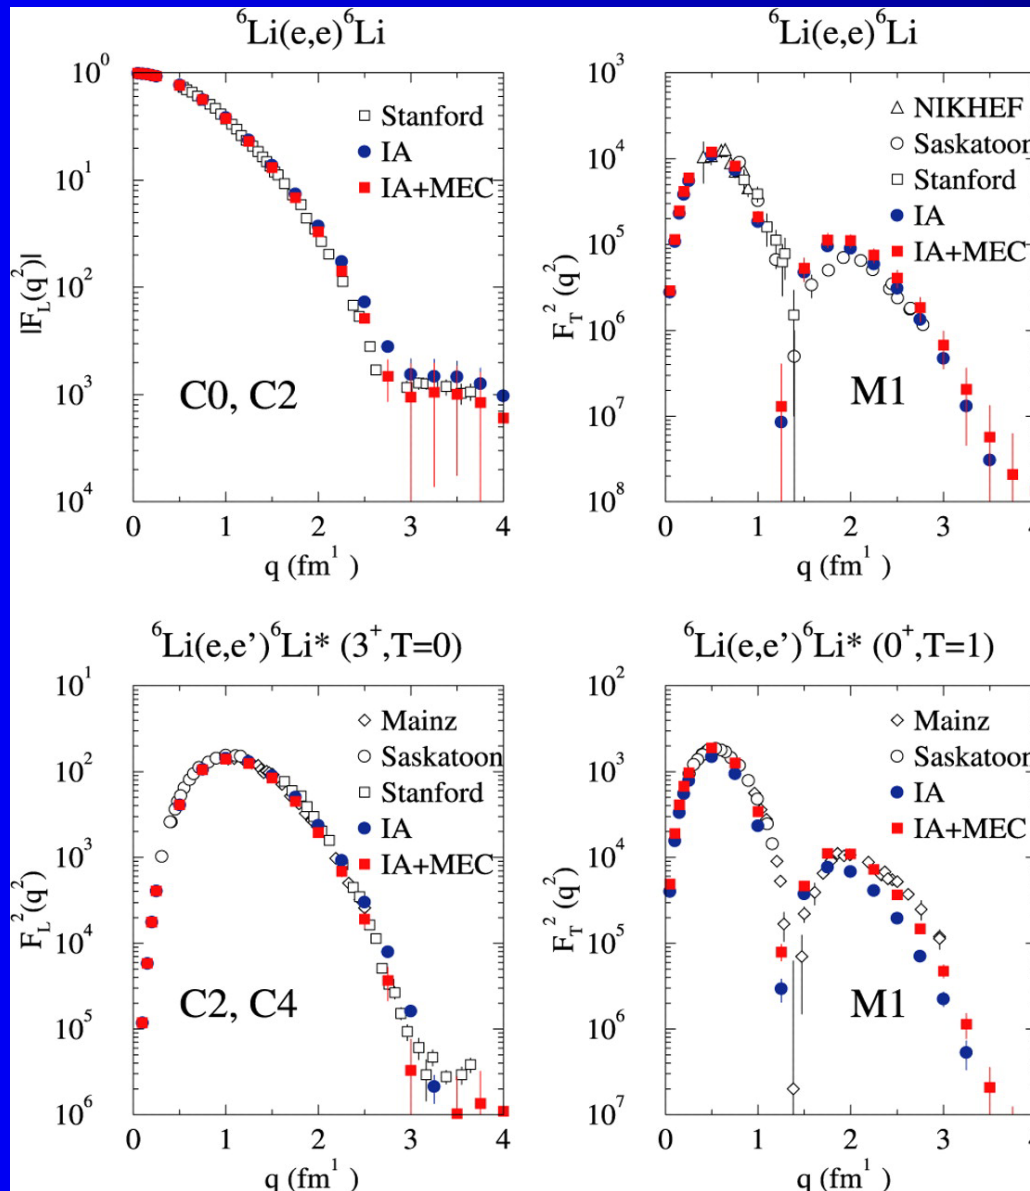 ⁶Li(e,e)⁶Li
10⁰
10¹
10²
10³
10⁴
|F_L(q²)|
□ Stanford
● IA
■ IA+MEC
C0, C2
0 1 2 3 4
q (fm¹ )
⁶Li(e,e)⁶Li
10³
10⁴
10⁵
10⁶
10⁷
10⁸
F_T² (q²)
△ NIKHEF
○ Saskatoon
□ Stanford
● IA
■ IA+MEC
M1
0 1 2 3 4
q (fm¹ )
⁶Li(e,e’)⁶Li* (3⁺,T=0)
10¹
10²
10³
10⁴
10⁵
10⁶
F_L²(q²)
◇ Mainz
○ Saskatoon
□ Stanford
● IA
■ IA+MEC
C2, C4
0 1 2 3 4
q (fm¹ )
⁶Li(e,e’)⁶Li* (0⁺,T=1)
10²
10³
10⁴
10⁵
10⁶
10⁷
F_T² (q²)
◇ Mainz
○ Saskatoon
● IA
■ IA+MEC
M1
0 1 2 3 4
q (fm¹ )